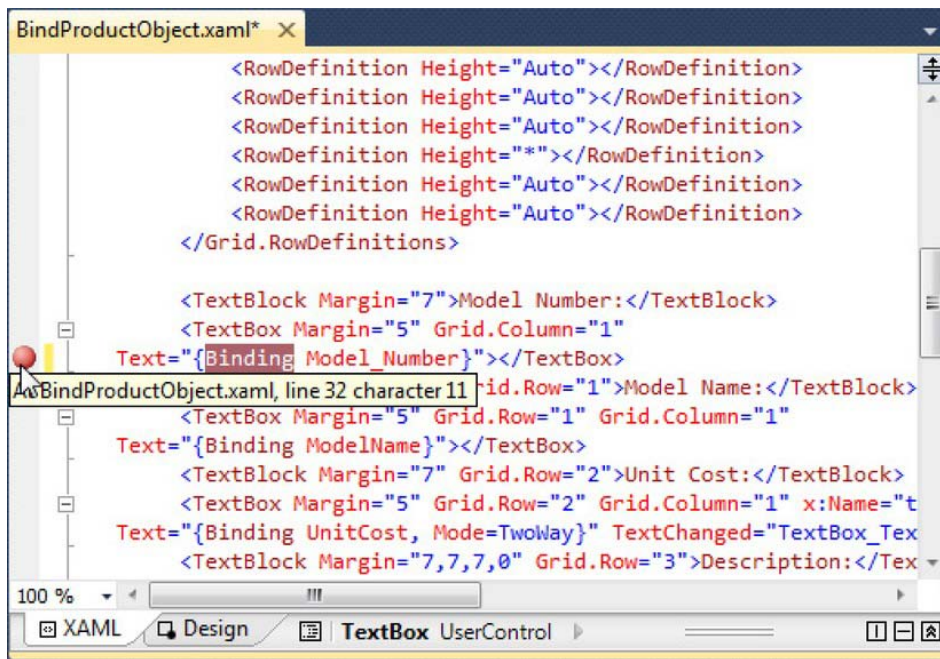 BindProductObject.xaml*
<RowDefinition Height="Auto"></RowDefinition>
<RowDefinition Height="Auto"></RowDefinition>
<RowDefinition Height="Auto"></RowDefinition>
<RowDefinition Height="*"></RowDefinition>
<RowDefinition Height="Auto"></RowDefinition>
<RowDefinition Height="Auto"></RowDefinition>
</Grid.RowDefinitions>
<TextBlock Margin="7">Model Number:</TextBlock>
<TextBox Margin="5" Grid.Column="1"
Text="{Binding Model_Number}"></TextBox>
BindProductObject.xaml, line 32 character 11 id.Row="1">Model Name:</TextBlock>
<TextBox Margin="5" Grid.Row="1" Grid.Column="1"
Text="{Binding ModelName}"></TextBox>
<TextBlock Margin="7" Grid.Row="2">Unit Cost:</TextBlock>
<TextBox Margin="5" Grid.Row="2" Grid.Column="1" x:Name="t
Text="{Binding UnitCost, Mode=TwoWay}" TextChanged="TextBox_Tex
<TextBlock Margin="7,7,7,0" Grid.Row="3">Description:</Tex
100 %
XAML Design TextBox UserControl